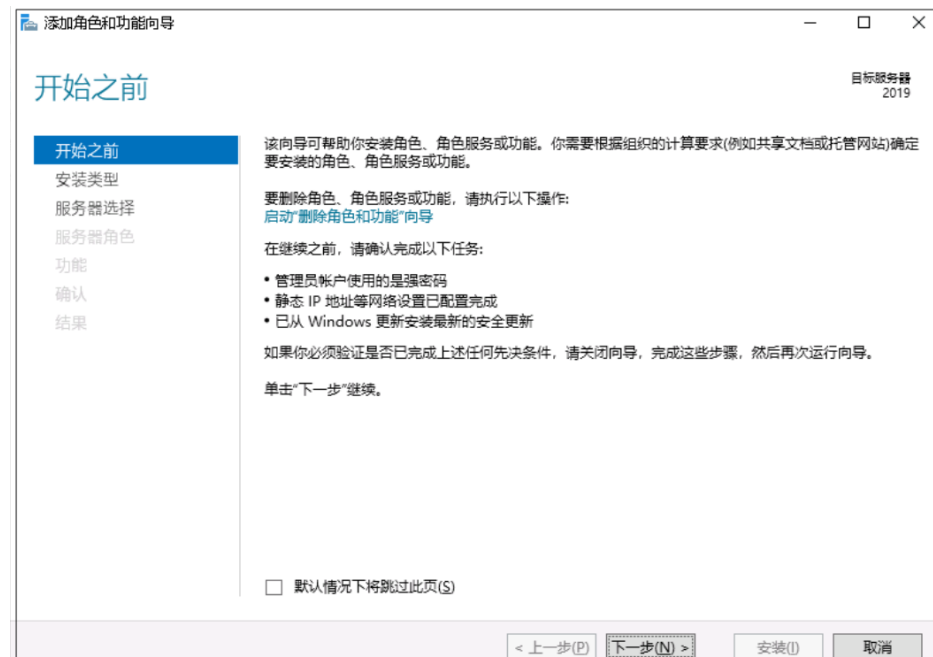 添加角色和功能向导
开始之前
目标服务器
2019
开始之前
安装类型
服务器选择
服务器角色
功能
确认
结果
该向导可帮助你安装角色、角色服务或功能。你需要根据组织的计算要求(例如共享文档或托管网站)确定
要安装的角色、角色服务或功能。
要删除角色、角色服务或功能，请执行以下操作:
启动"删除角色和功能"向导
在继续之前，请确认完成以下任务:
• 管理员帐户使用的是强密码
• 静态 IP 地址等网络设置已配置完成
• 已从 Windows 更新安装最新的安全更新
如果你必须验证是否已完成上述任何先决条件，请关闭向导，完成这些步骤，然后再次运行向导。
单击"下一步"继续。
默认情况下将跳过此页(S)
< 上一步(P) 下一步(N) > 安装(I) 取消